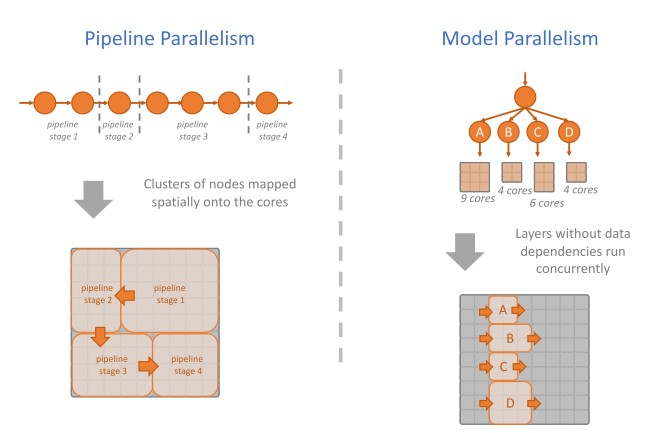 Pipeline Parallelism
pipeline
stage 1
pipeline
stage 2
pipeline
stage 3
pipeline
stage 4
Clusters of nodes mapped
spatially onto the cores
pipeline
stage 2
pipeline
stage 1
pipeline
stage 3
pipeline
stage 4
Model Parallelism
A
B
C
D
9 cores
4 cores
6 cores
4 cores
Layers without data
dependencies run
concurrently
A
B
C
D